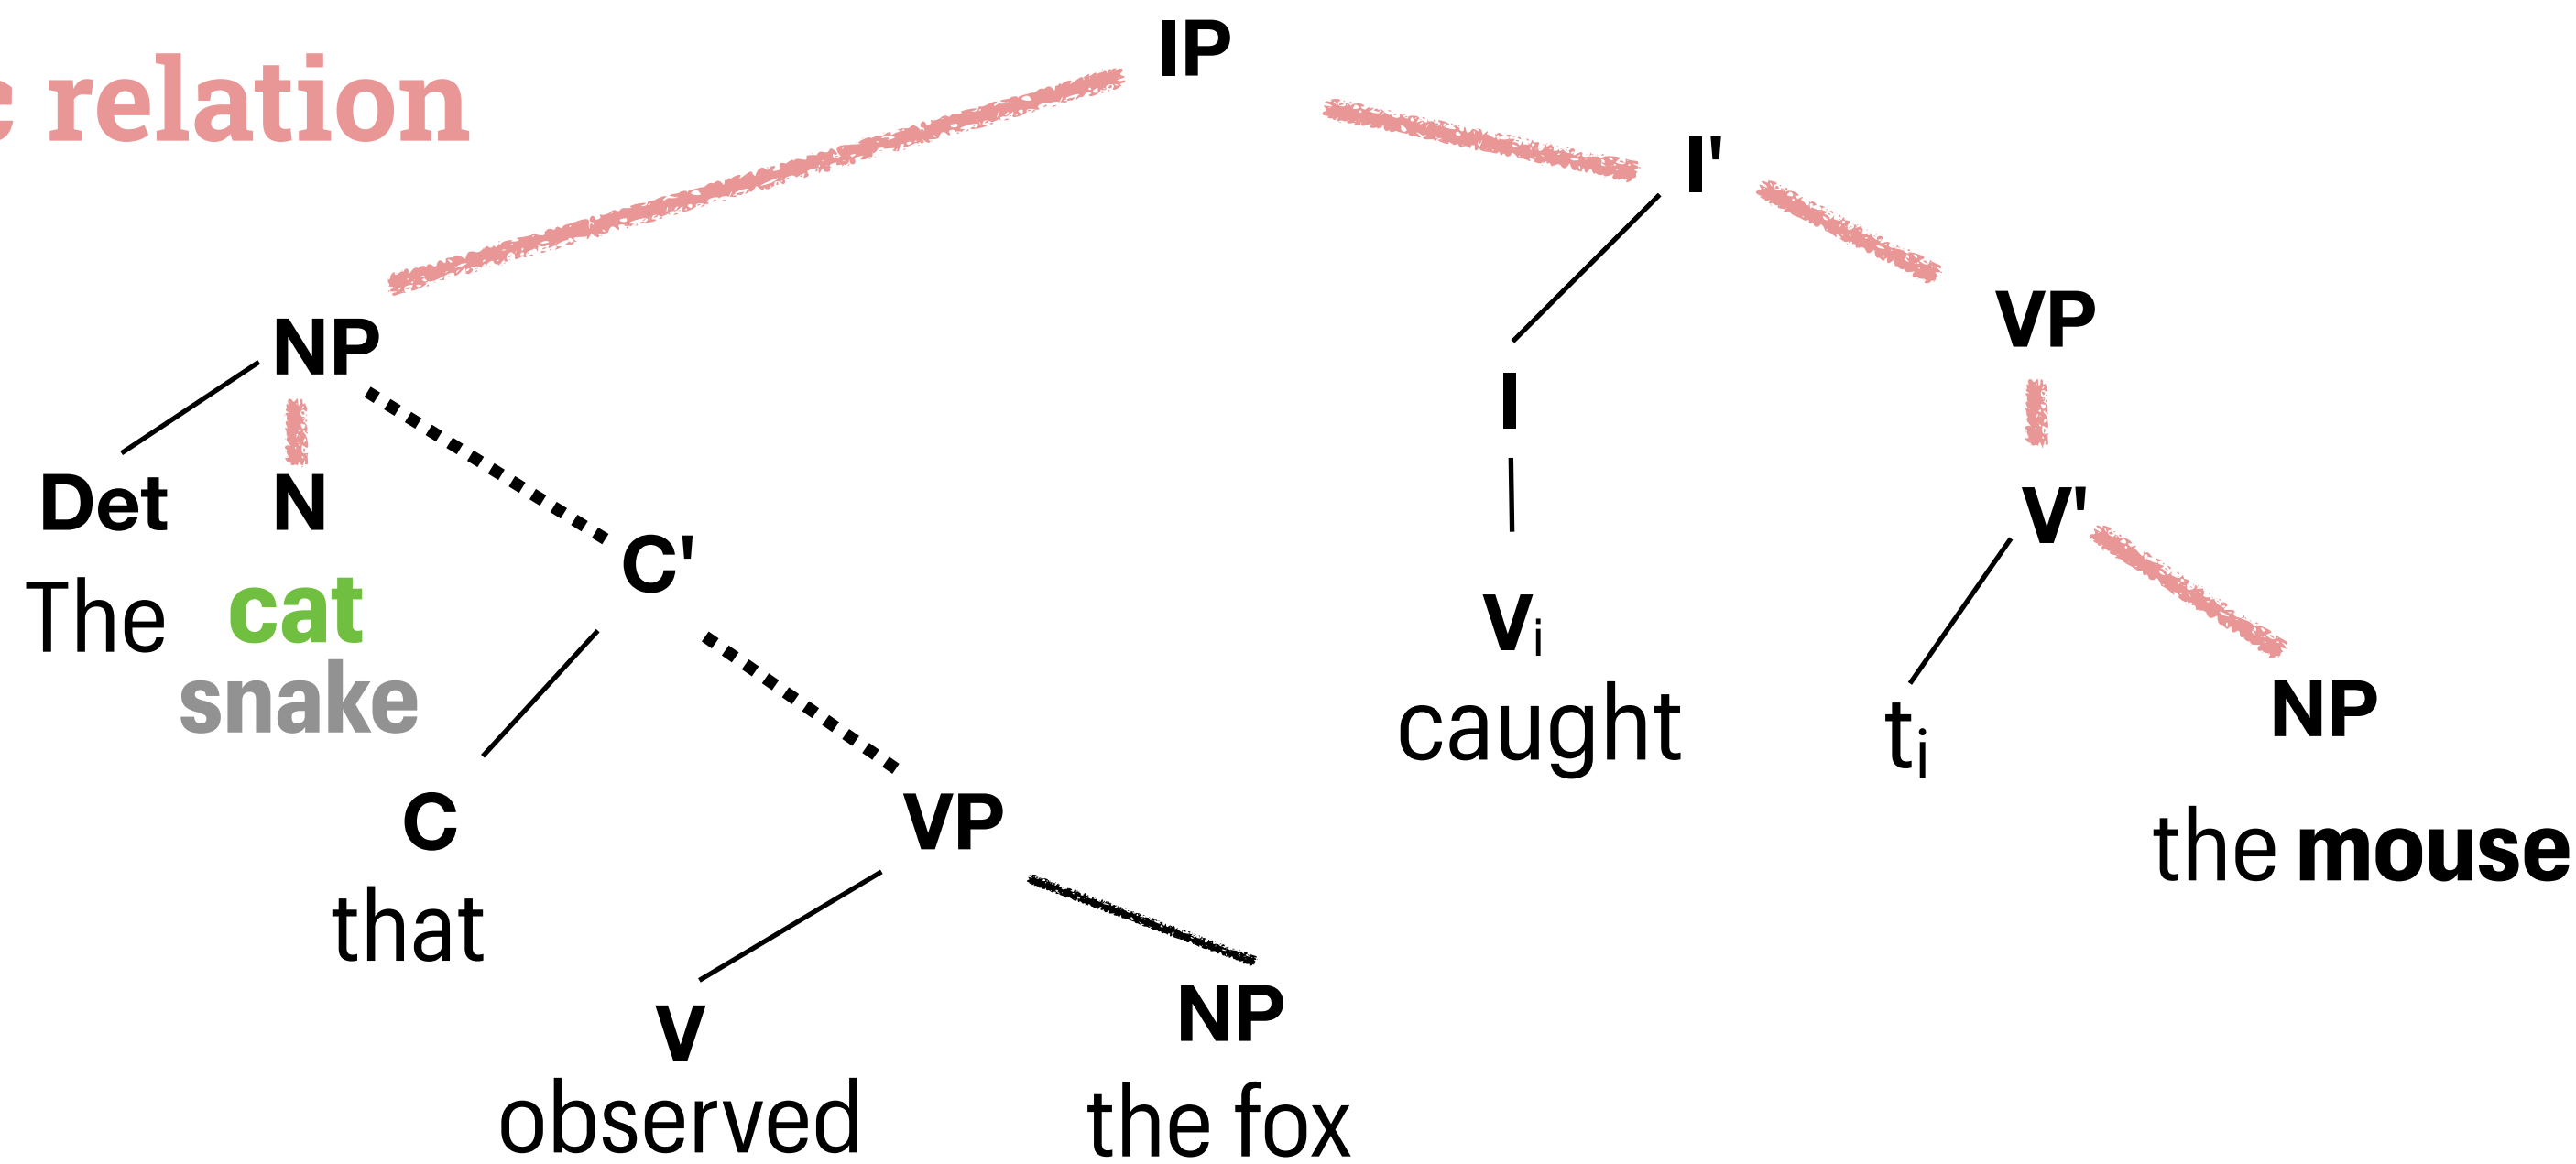 c relation
IP
I'
NP
VP
I
Det N
V'
C'
The cat
snake
Vi
caught
ti
NP
C
that
VP
the mouse
V
observed
NP
the fox